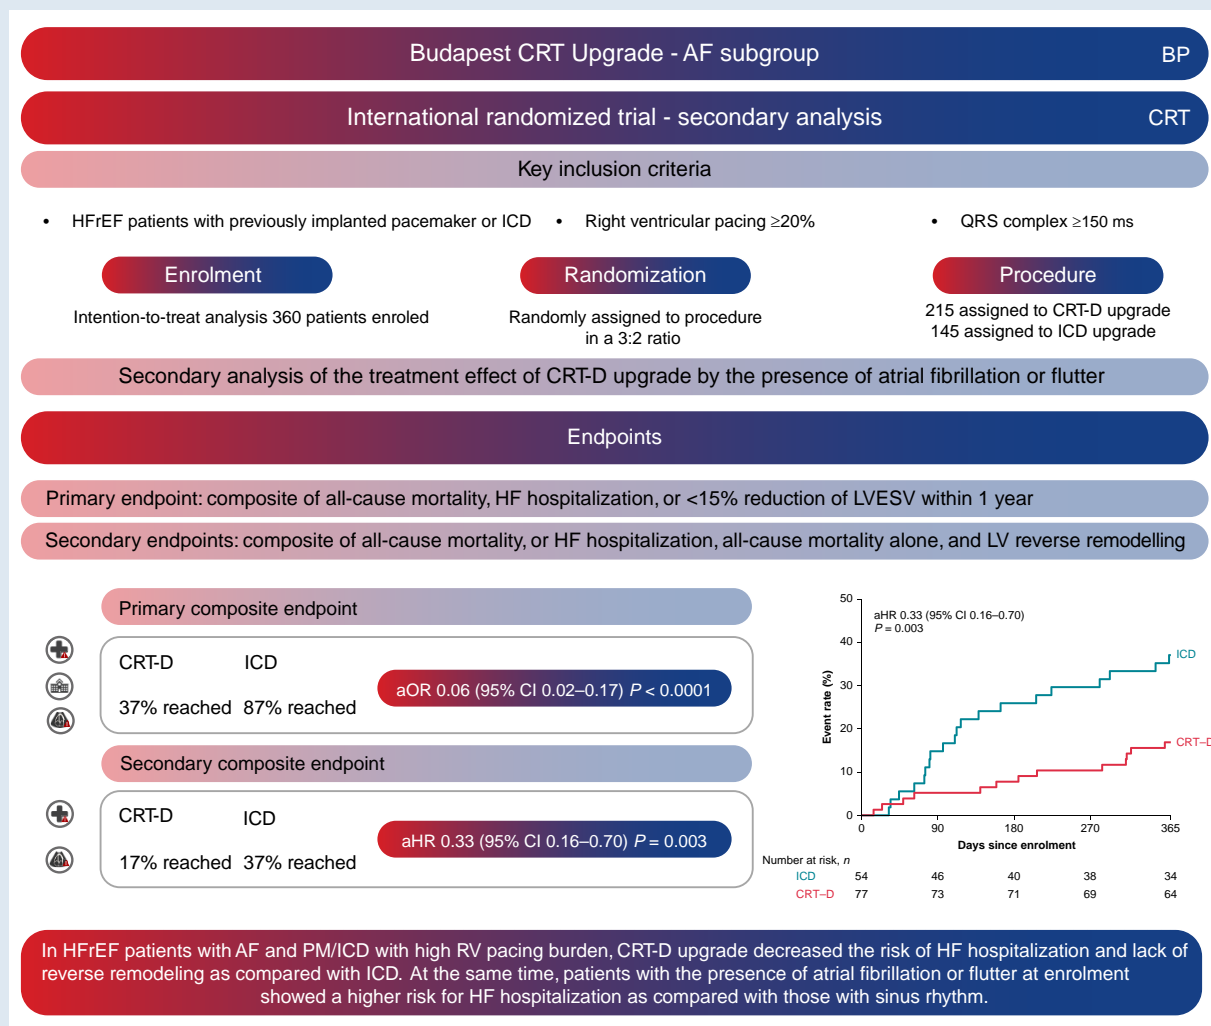 Budapest CRT Upgrade - AF subgroup
BP
International randomized trial - secondary analysis
CRT
Key inclusion criteria
• HFrEF patients with previously implanted pacemaker or ICD
• Right ventricular pacing ≥20%
• QRS complex ≥150 ms
Enrolment
Intention-to-treat analysis 360 patients enroled
Randomization
Randomly assigned to procedure
in a 3:2 ratio
Procedure
215 assigned to CRT-D upgrade
145 assigned to ICD upgrade
Secondary analysis of the treatment effect of CRT-D upgrade by the presence of atrial fibrillation or flutter
Endpoints
Primary endpoint: composite of all-cause mortality, HF hospitalization, or <15% reduction of LVESV within 1 year
Secondary endpoints: composite of all-cause mortality, or HF hospitalization, all-cause mortality alone, and LV reverse remodelling
Primary composite endpoint
CRT-D ICD
37% reached 87% reached
aOR 0.06 (95% CI 0.02–0.17) P < 0.0001
Secondary composite endpoint
CRT-D ICD
17% reached 37% reached
aHR 0.33 (95% CI 0.16–0.70) P = 0.003
aHR 0.33 (95% CI 0.16–0.70)
P = 0.003
Event rate (%)
50
40
30
20
10
0
ICD
CRT–D
0 90 180 270 365
Days since enrolment
Number at risk, n
ICD 54 46 40 38 34
CRT–D 77 73 71 69 64
In HFrEF patients with AF and PM/ICD with high RV pacing burden, CRT-D upgrade decreased the risk of HF hospitalization and lack of
reverse remodeling as compared with ICD. At the same time, patients with the presence of atrial fibrillation or flutter at enrolment
showed a higher risk for HF hospitalization as compared with those with sinus rhythm.